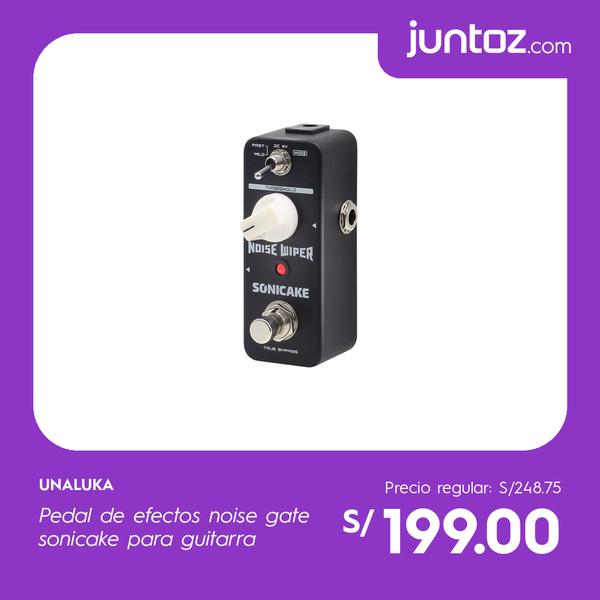 juntoz.com
FAST
DC 9V
MILD
MODE
THRESHOLD
NOISE WIPER
SONICAKE
TRUE BYPASS
UNALUKA
Pedal de efectos noise gate
sonicake para guitarra
Precio regular: S/248.75
S/199.00